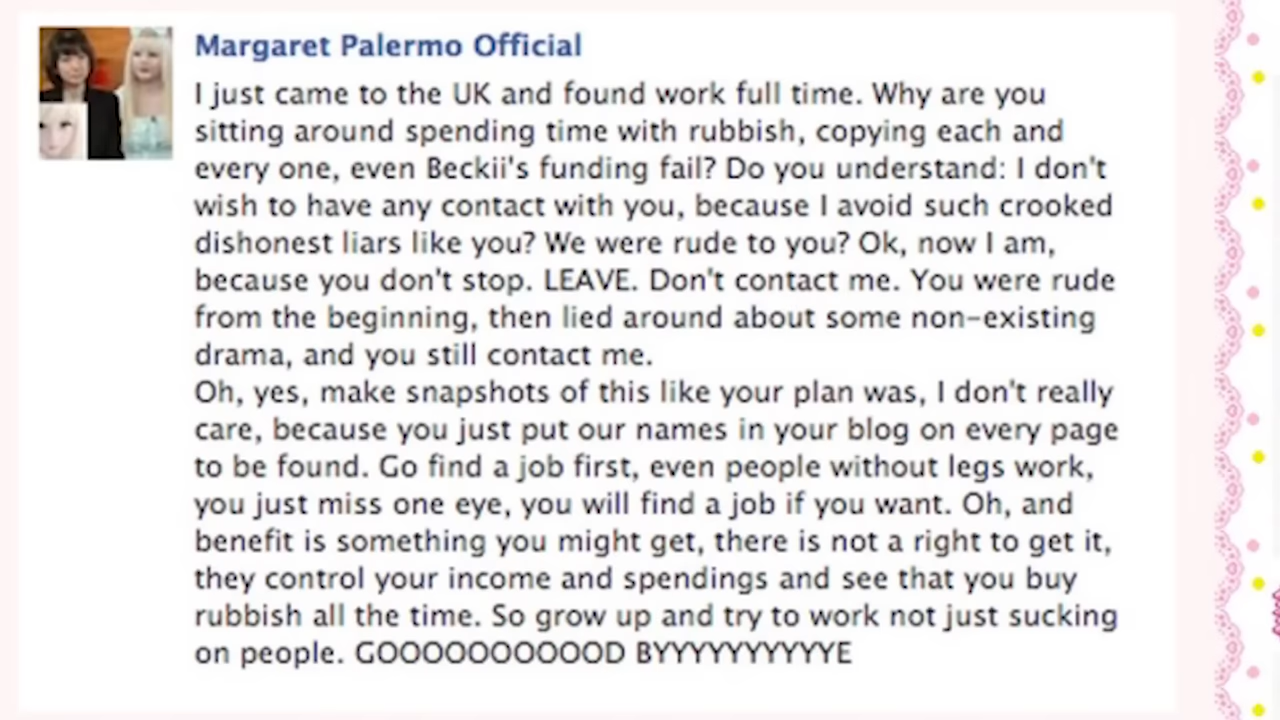 Margaret Palermo Official
I just came to the UK and found work full time. Why are you
sitting around spending time with rubbish, copying each and
every one, even Beckii's funding fail? Do you understand: I don't
wish to have any contact with you, because I avoid such crooked
dishonest liars like you? We were rude to you? Ok, now I am,
because you don't stop. LEAVE. Don't contact me. You were rude
from the beginning, then lied around about some non-existing
drama, and you still contact me.
Oh, yes, make snapshots of this like your plan was, I don't really
care, because you just put our names in your blog on every page
to be found. Go find a job first, even people without legs work,
you just miss one eye, you will find a job if you want. Oh, and
benefit is something you might get, there is not a right to get it,
they control your income and spendings and see that you buy
rubbish all the time. So grow up and try to work not just sucking
on people. GOOOOOOOOOOOD BYYYYYYYYYYE